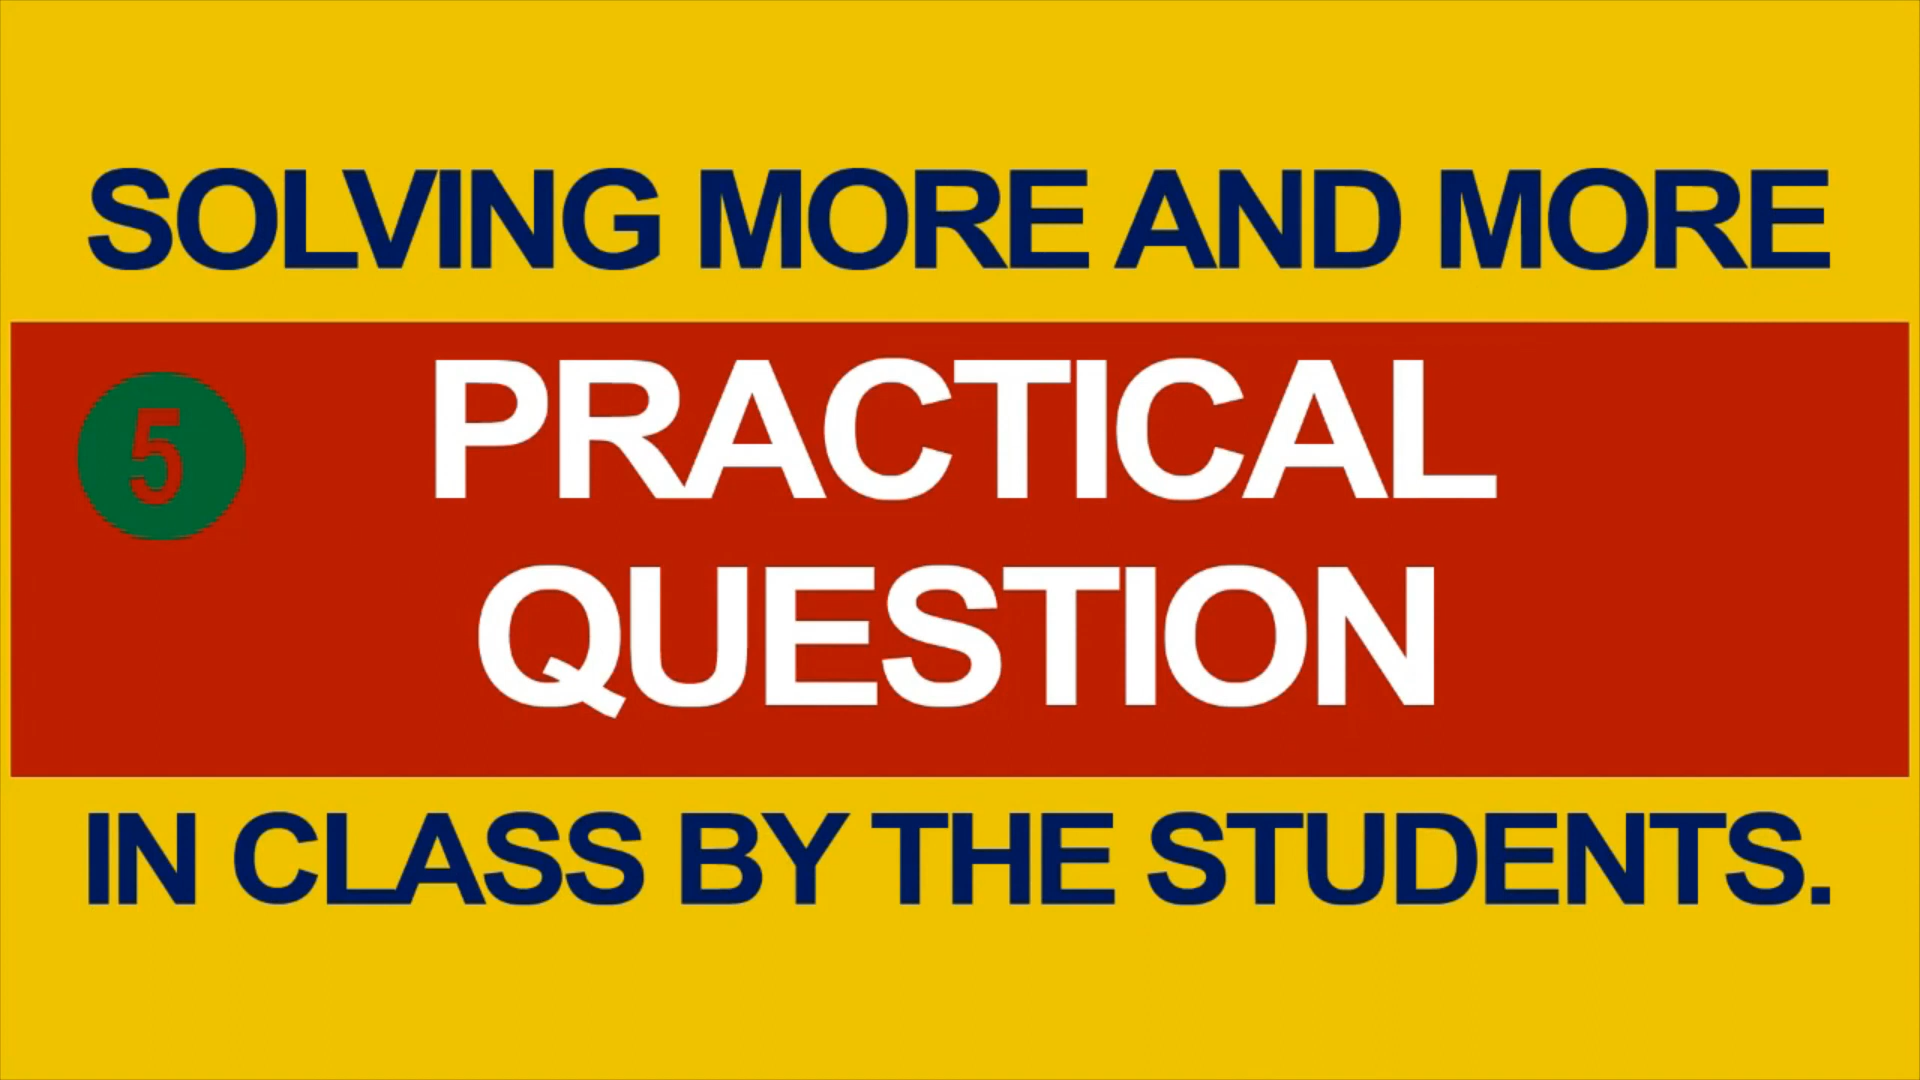 SOLVING MORE AND MORE
5
PRACTICAL
QUESTION
IN CLASS BY THE STUDENTS.